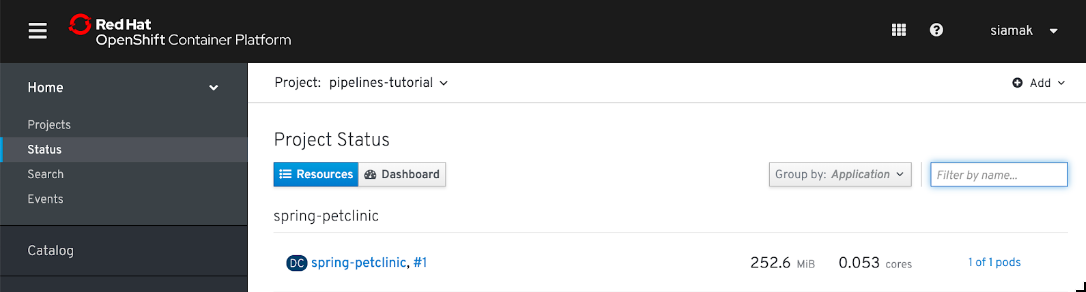 Red Hat
OpenShift Container Platform
siamak
Home
Project: pipelines-tutorial
Add
Projects
Status
Search
Events
Catalog
Project Status
Resources
Dashboard
Group by: Application
Filter by name...
spring-petclinic
DC spring-petclinic, #1
252.6 MiB
0.053 cores
1 of 1 pods